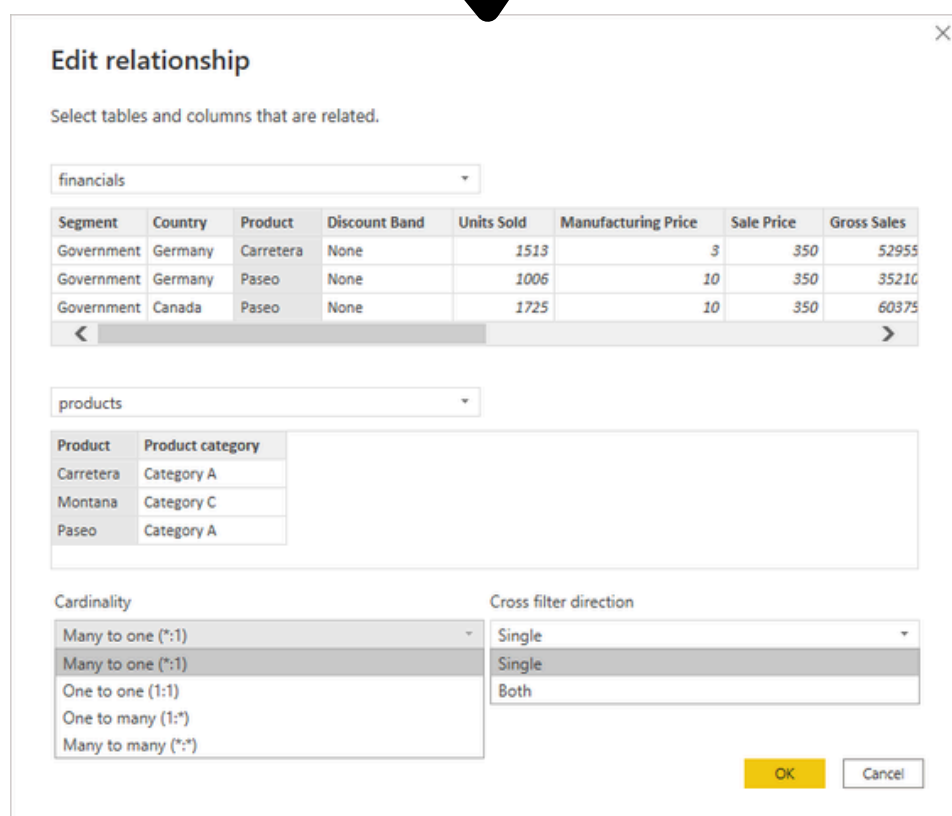 Edit relationship
Select tables and columns that are related.
financials
Segment Country Product Discount Band Units Sold Manufacturing Price Sale Price Gross Sales
Government Germany Carretera None 1513 3 350 52955
Government Germany Paseo None 1006 10 350 35210
Government Canada Paseo None 1725 10 350 60375
products
Product Product category
Carretera Category A
Montana Category C
Paseo Category A
Cardinality Cross filter direction
Many to one (*:1) Single
Many to one (*:1) Single
One to one (1:1) Both
One to many (1:*)
Many to many (*:*)
OK Cancel